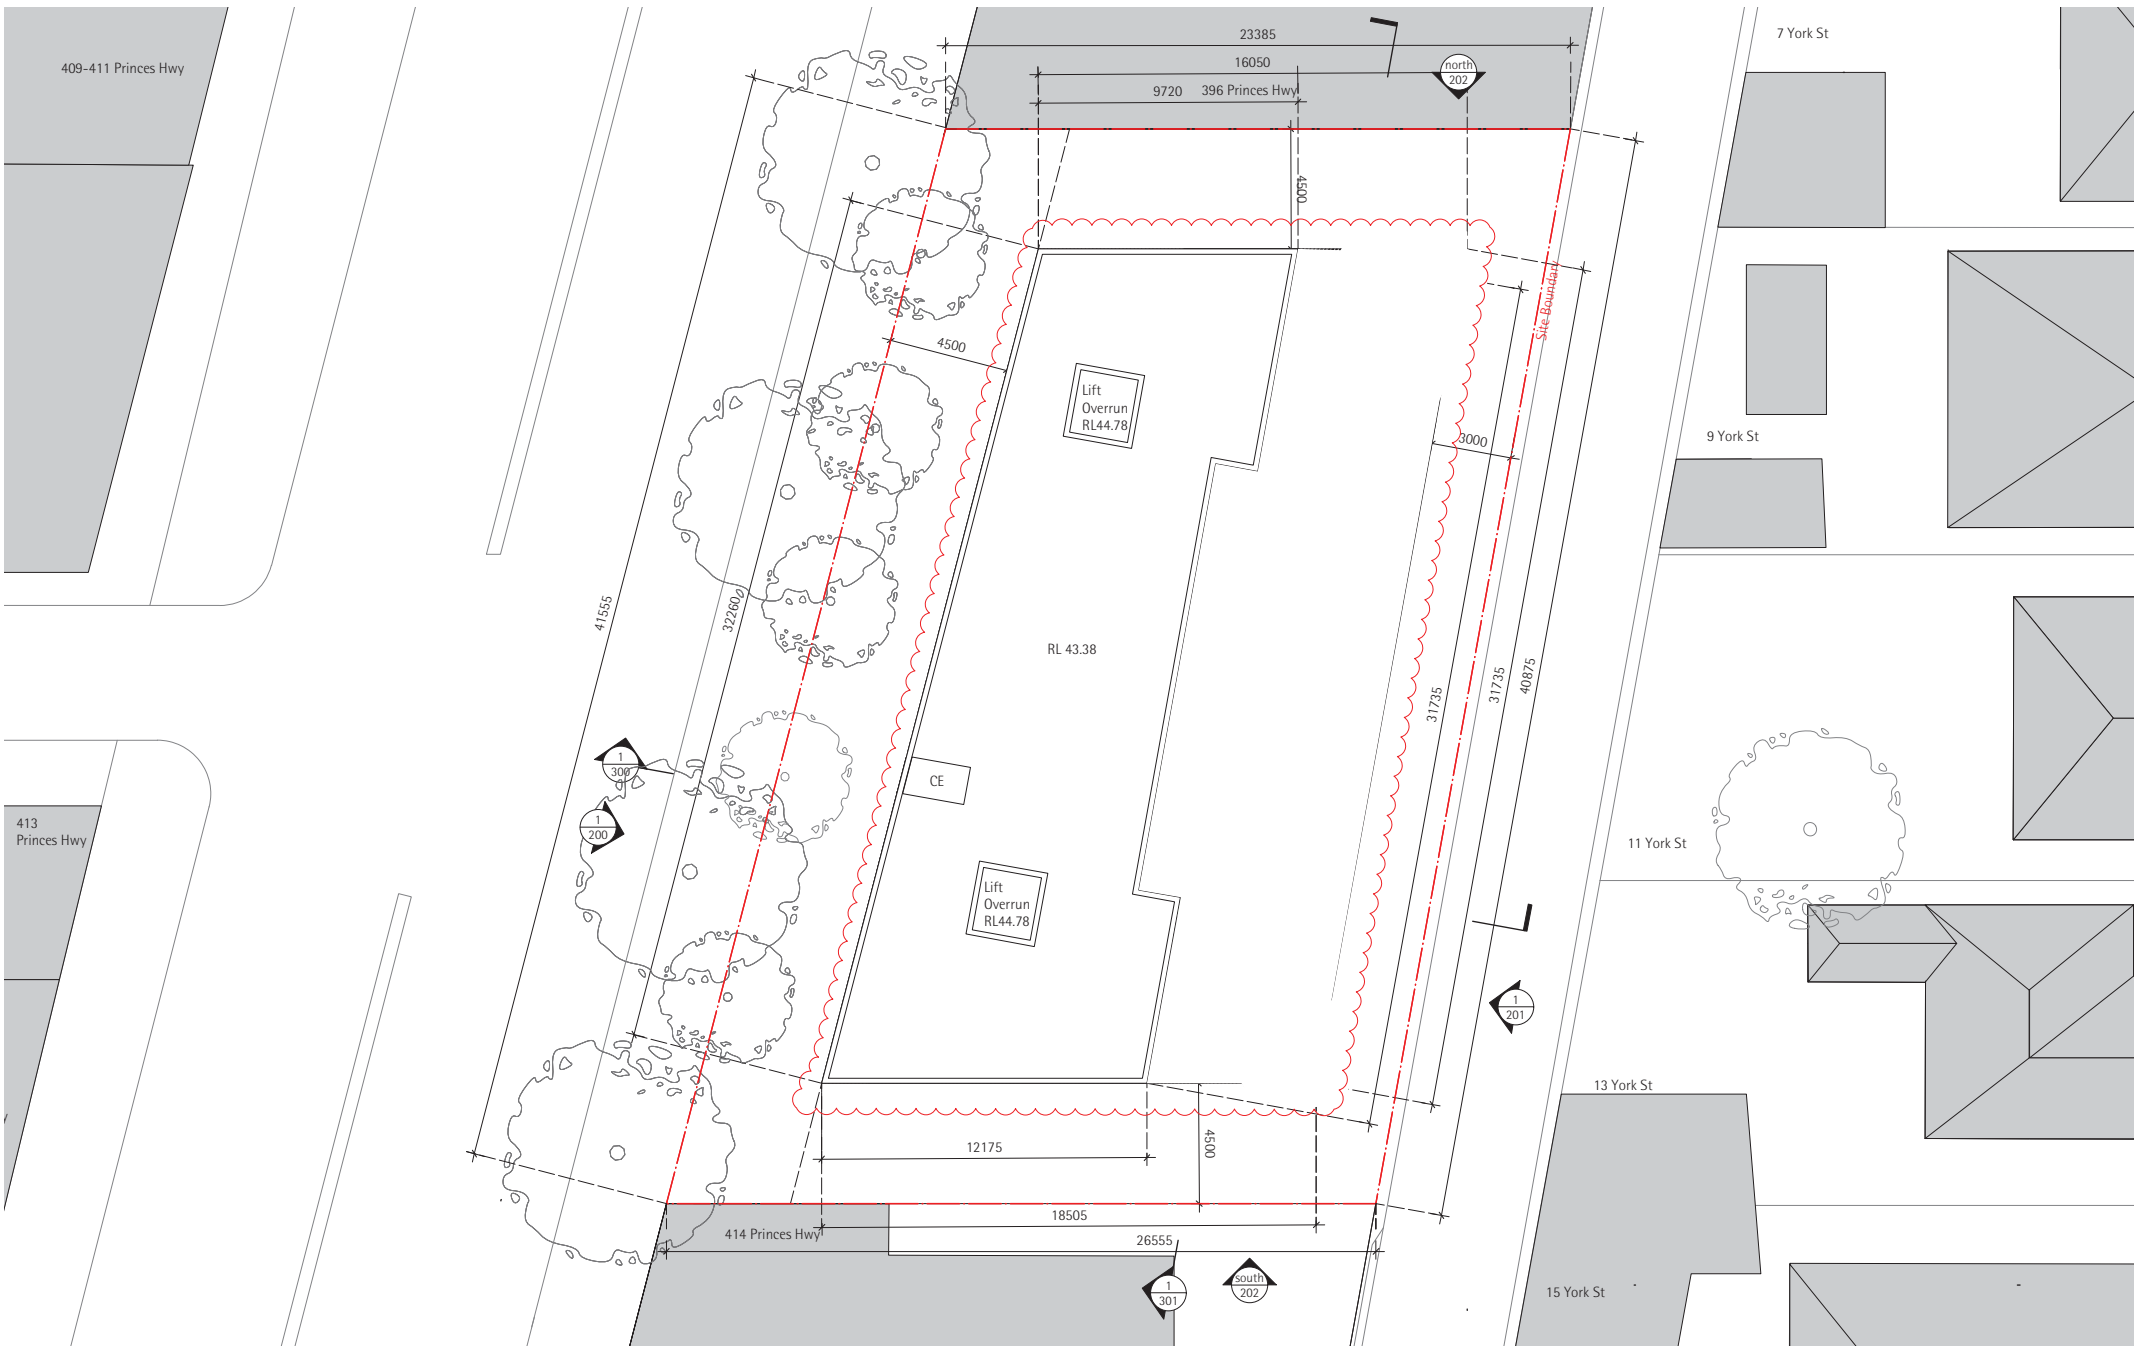 7 York St
23385
409-411 Princes Hwy
16050
north
202
9720
396 Princes Hwy
4500
Site Boundary
4500
Lift
Overrun
RL44.78
3000
9 York St
41555
32260
RL 43.38
31735
31735
40875
1
300
CE
1
200
413
Princes Hwy
11 York St
Lift
Overrun
RL44.78
1
201
13 York St
12175
4500
18505
414 Princes Hwy
26555
1
301
south
202
15 York St